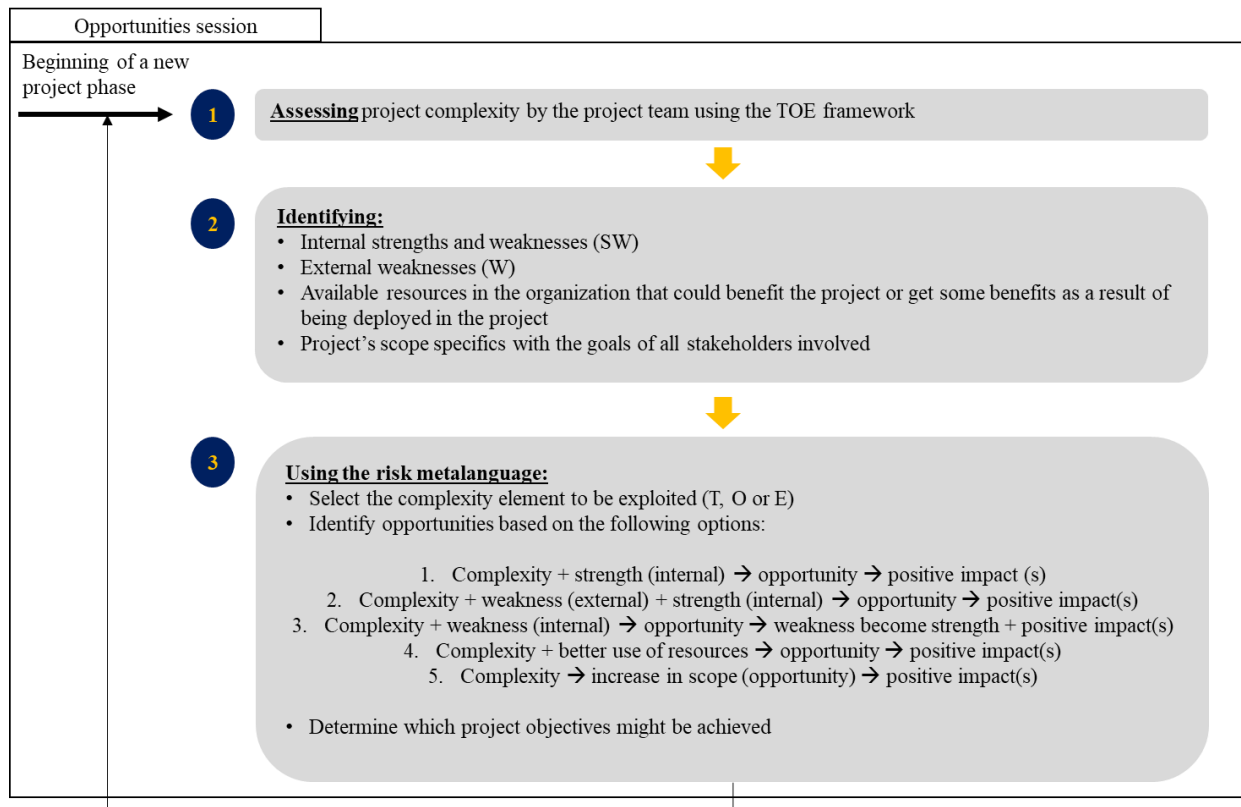 Opportunities session
Beginning of a new
project phase
1
Assessing project complexity by the project team using the TOE framework
2
Identifying:
• Internal strengths and weaknesses (SW)
• External weaknesses (W)
• Available resources in the organization that could benefit the project or get some benefits as a result of
being deployed in the project
• Project's scope specifics with the goals of all stakeholders involved
3
Using the risk metalanguage:
• Select the complexity element to be exploited (T, O or E)
• Identify opportunities based on the following options:
1. Complexity + strength (internal) → opportunity → positive impact (s)
2. Complexity + weakness (external) + strength (internal) → opportunity → positive impact(s)
3. Complexity + weakness (internal) → opportunity → weakness become strength + positive impact(s)
4. Complexity + better use of resources → opportunity → positive impact(s)
5. Complexity → increase in scope (opportunity) → positive impact(s)
• Determine which project objectives might be achieved